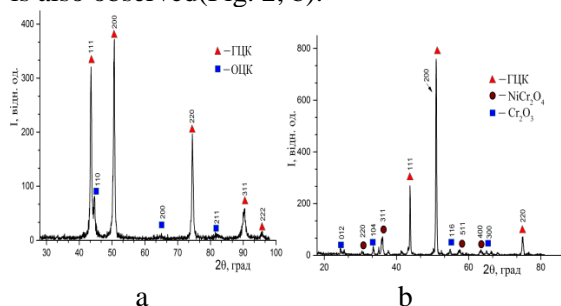 is also observed(Fig. 2, b).
I, відн. од.
400
300
200
100
0
111
110
200
200
220
211
311
222
– ГЦК
– ОЦК
30 40 50 60 70 80 90 100
2θ, град
a
I, відн. од.
800
600
400
200
0
012
220
104
311
111
200
116
511
400
300
220
– ГЦК
– NiCr₂O₄
– Cr₂O₃
20 40 60 80
2θ, град
b